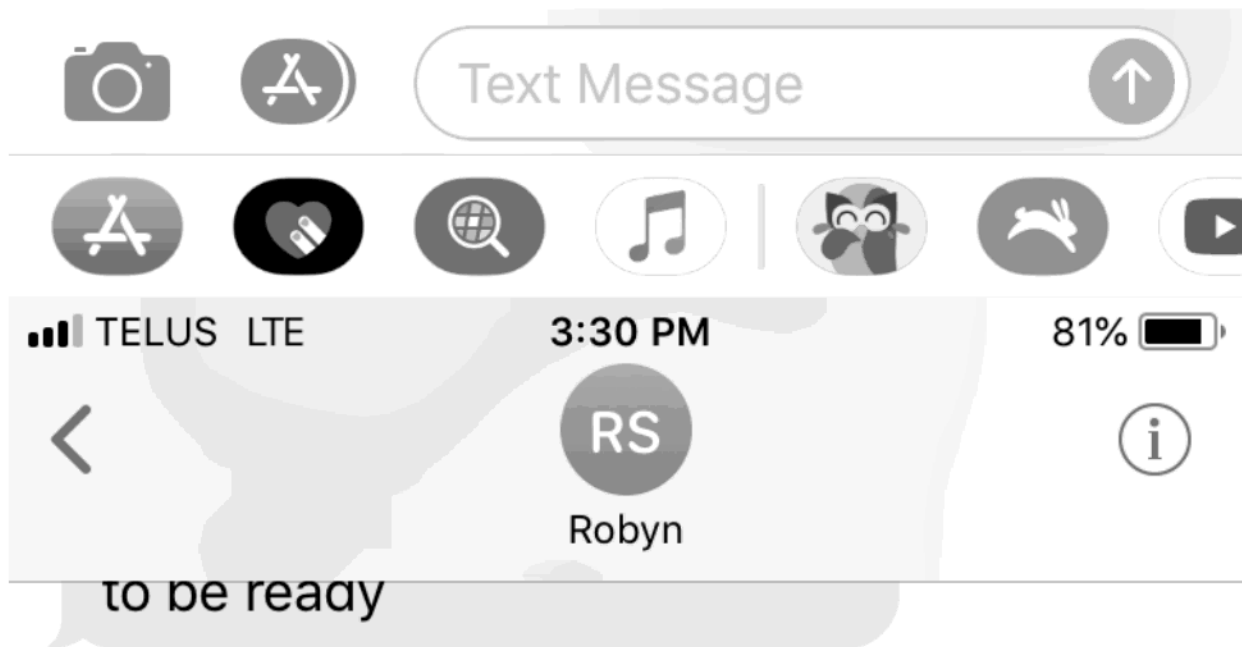 Text Message
TELUS LTE 3:30 PM 81%
RS
Robyn
to be ready